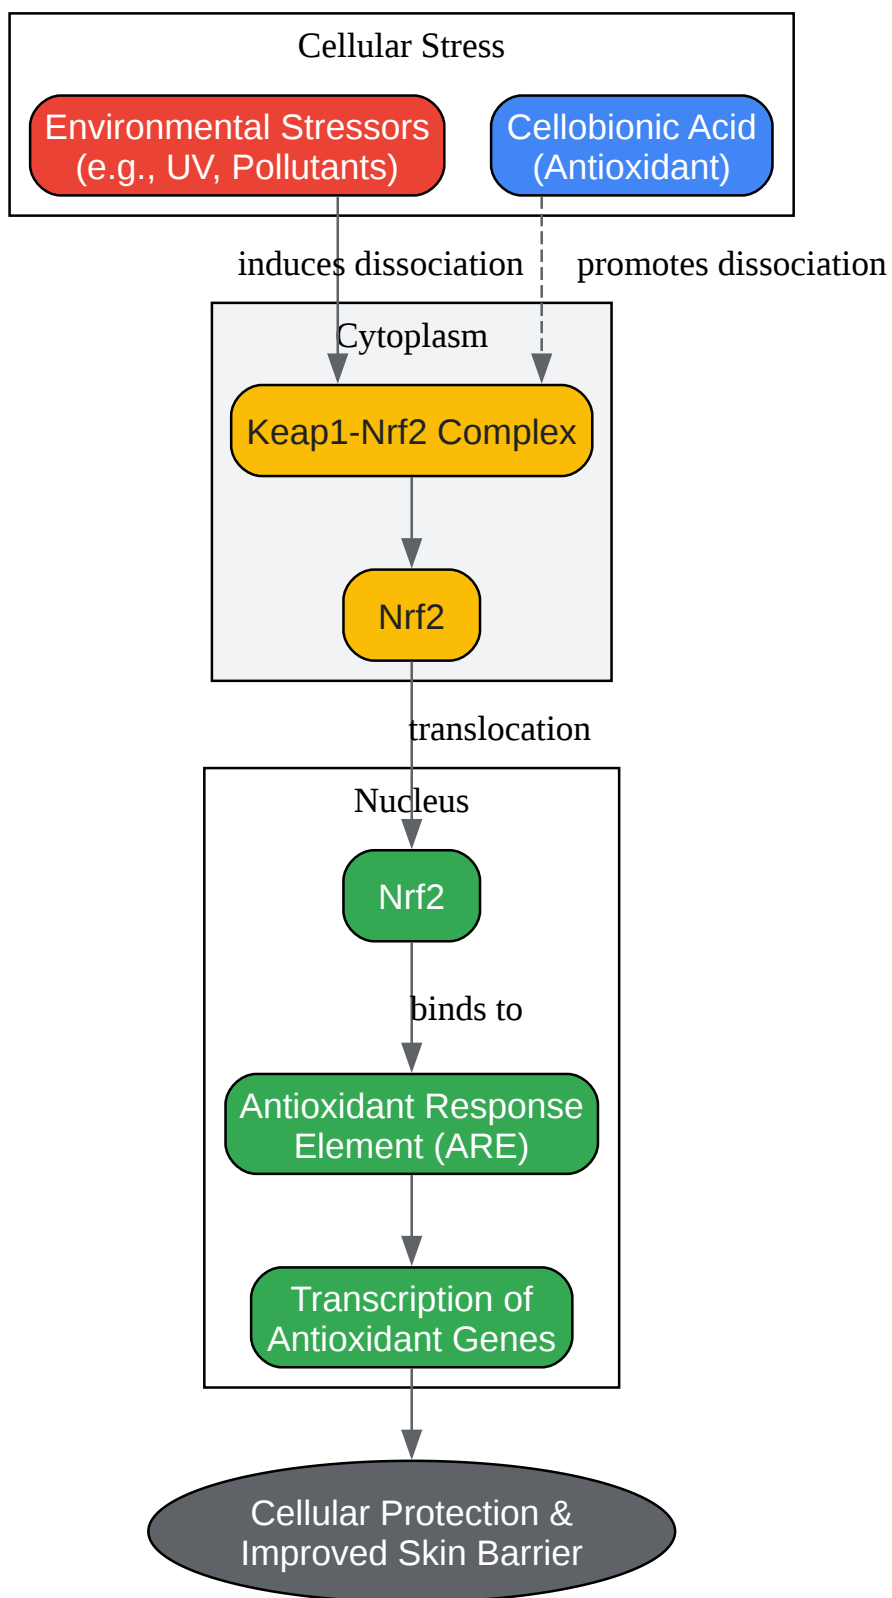 Cellular Stress
Environmental Stressors
(e.g., UV, Pollutants)
Cellobionic Acid
(Antioxidant)
induces dissociation
promotes dissociation
Cytoplasm
Keap1-Nrf2 Complex
Nrf2
translocation
Nucleus
Nrf2
binds to
Antioxidant Response
Element (ARE)
Transcription of
Antioxidant Genes
Cellular Protection &
Improved Skin Barrier